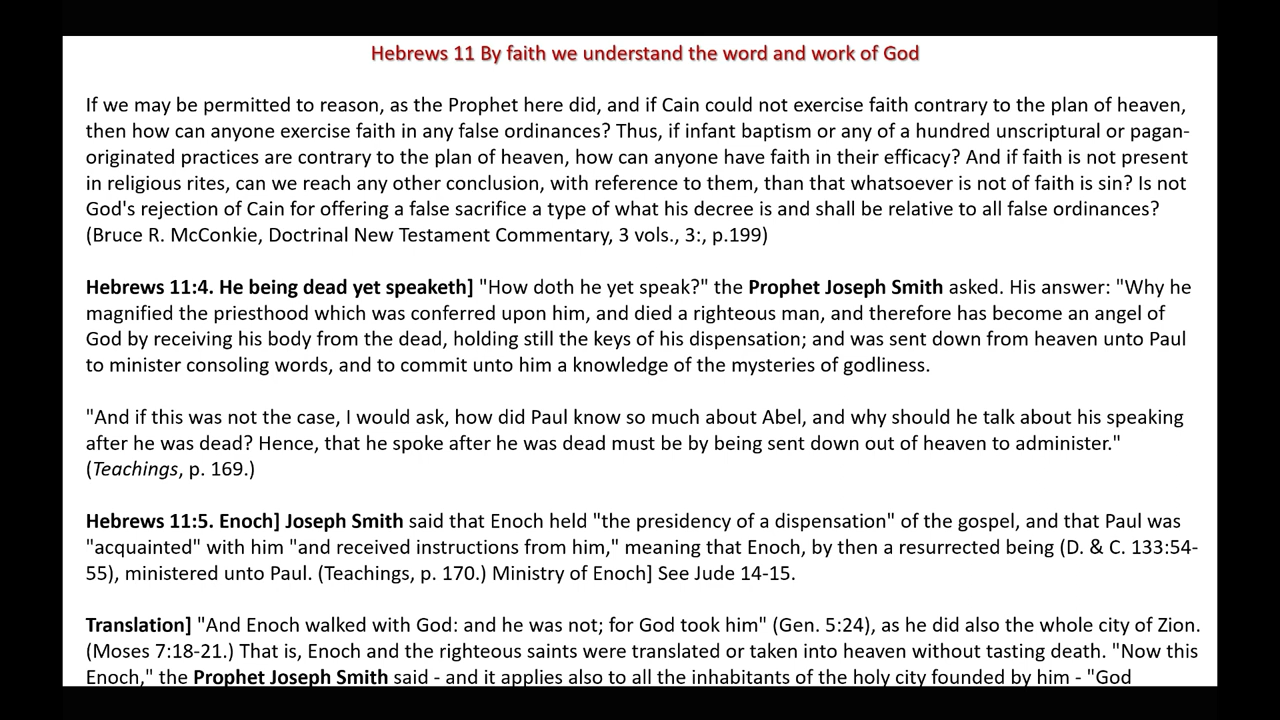 Hebrews 11 By faith we understand the word and work of God
If we may be permitted to reason, as the Prophet here did, and if Cain could not exercise faith contrary to the plan of heaven,
then how can anyone exercise faith in any false ordinances? Thus, if infant baptism or any of a hundred unscriptural or pagan-
originated practices are contrary to the plan of heaven, how can anyone have faith in their efficacy? And if faith is not present
in religious rites, can we reach any other conclusion, with reference to them, than that whatsoever is not of faith is sin? Is not
God's rejection of Cain for offering a false sacrifice a type of what his decree is and shall be relative to all false ordinances?
(Bruce R. McConkie, Doctrinal New Testament Commentary, 3 vols., 3:, p.199)
Hebrews 11:4. He being dead yet speaketh] "How doth he yet speak?" the Prophet Joseph Smith asked. His answer: "Why he
magnified the priesthood which was conferred upon him, and died a righteous man, and therefore has become an angel of
God by receiving his body from the dead, holding still the keys of his dispensation; and was sent down from heaven unto Paul
to minister consoling words, and to commit unto him a knowledge of the mysteries of godliness.
"And if this was not the case, I would ask, how did Paul know so much about Abel, and why should he talk about his speaking
after he was dead? Hence, that he spoke after he was dead must be by being sent down out of heaven to administer."
(Teachings, p. 169.)
Hebrews 11:5. Enoch] Joseph Smith said that Enoch held "the presidency of a dispensation" of the gospel, and that Paul was
"acquainted" with him "and received instructions from him," meaning that Enoch, by then a resurrected being (D. & C. 133:54-
55), ministered unto Paul. (Teachings, p. 170.) Ministry of Enoch] See Jude 14-15.
Translation] "And Enoch walked with God: and he was not; for God took him" (Gen. 5:24), as he did also the whole city of Zion.
(Moses 7:18-21.) That is, Enoch and the righteous saints were translated or taken into heaven without tasting death. "Now this
Enoch," the Prophet Joseph Smith said - and it applies also to all the inhabitants of the holy city founded by him - "God